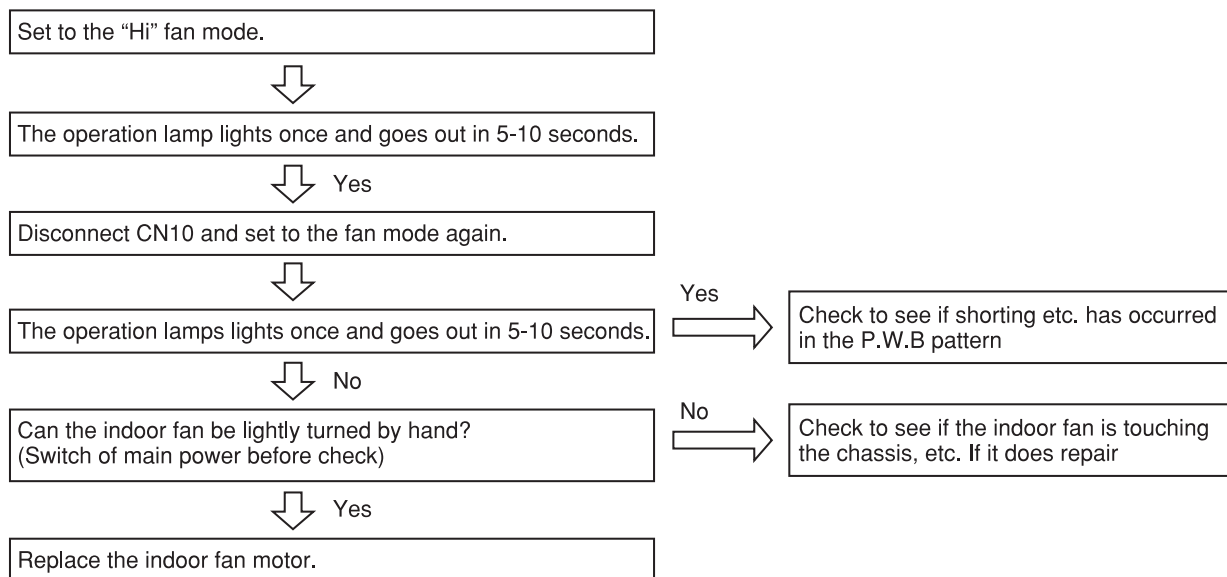 Set to the “Hi” fan mode.
The operation lamp lights once and goes out in 5-10 seconds.
Yes
Disconnect CN10 and set to the fan mode again.
The operation lamps lights once and goes out in 5-10 seconds.
Yes
Check to see if shorting etc. has occurred
in the P.W.B pattern
No
Can the indoor fan be lightly turned by hand?
(Switch of main power before check)
No
Check to see if the indoor fan is touching
the chassis, etc. If it does repair
Yes
Replace the indoor fan motor.